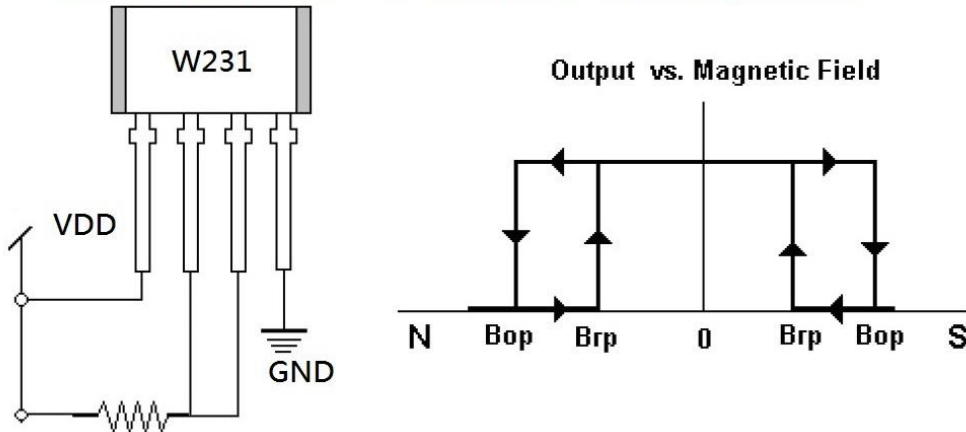 W231
VDD
GND
Output vs. Magnetic Field
N Bop Brp 0 Brp Bop S